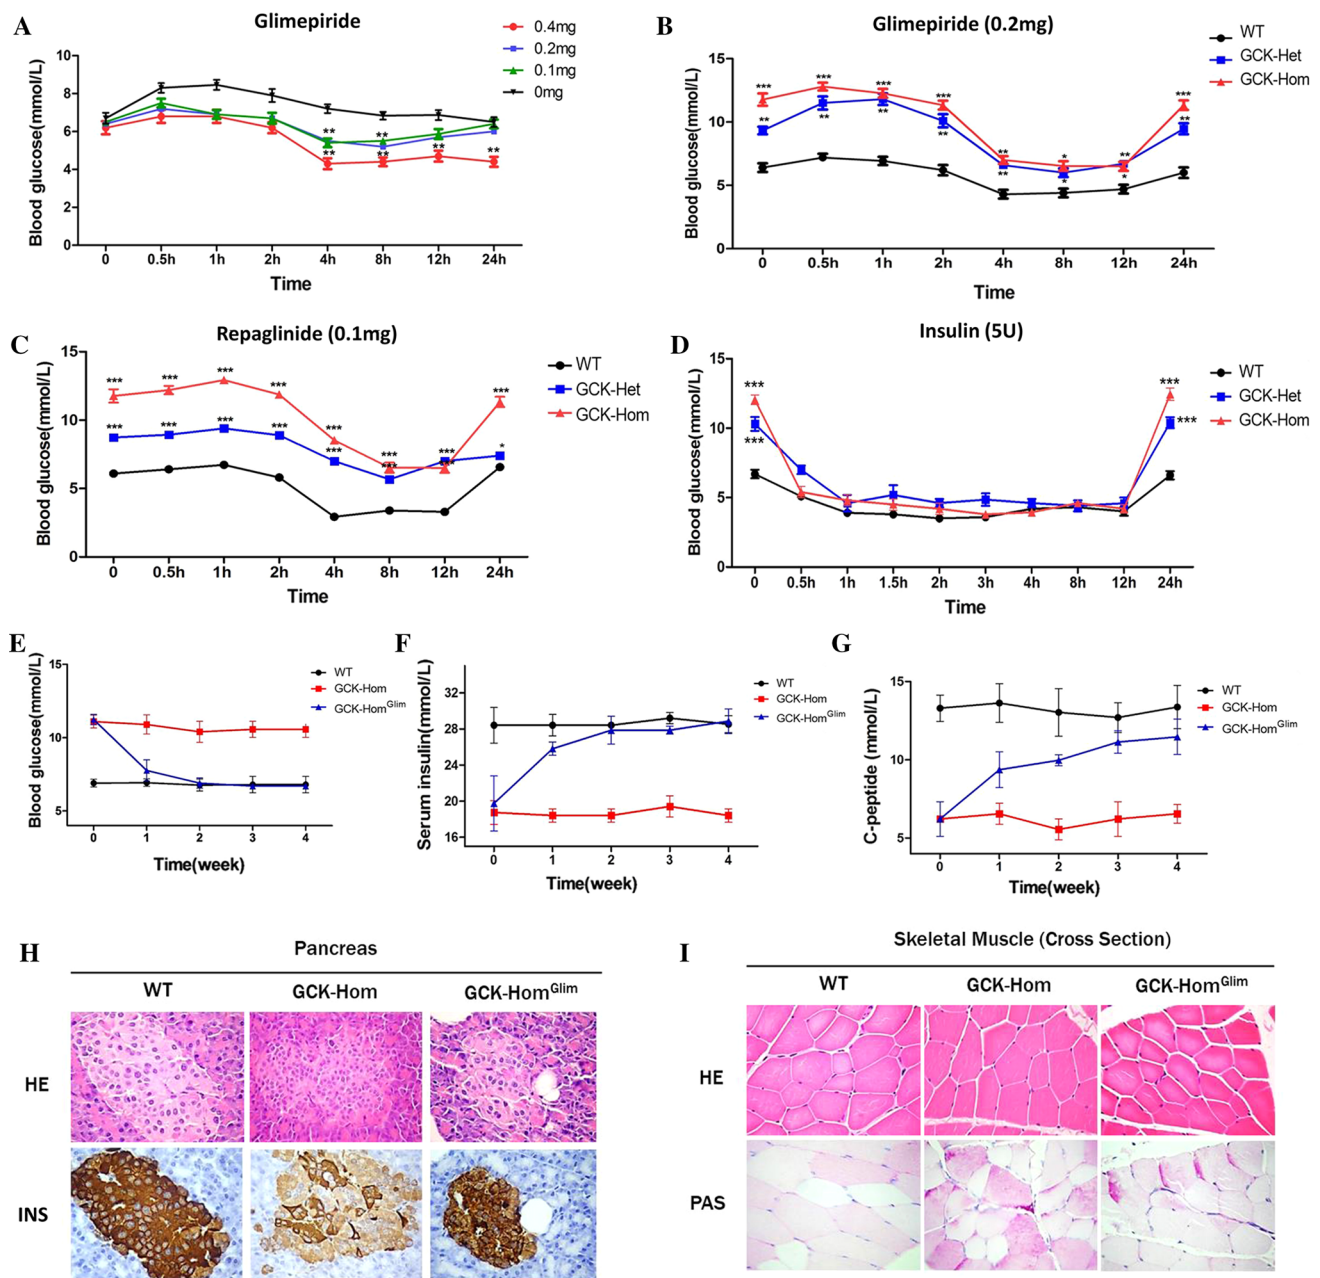 A
Glimepiride
0.4mg
0.2mg
0.1mg
0mg
Blood glucose(mmol/L)
10
8
6
4
2
0
** ** ** ** ** ** **
0 0.5h 1h 2h 4h 8h 12h 24h
Time
B
Glimepiride (0.2mg)
WT
GCK-Het
GCK-Hom
Blood glucose(mmol/L)
15
10
5
0
*** *** *** *** ** * ** ***
** ** ** ** ** * * **
0 0.5h 1h 2h 4h 8h 12h 24h
Time
C
Repaglinide (0.1mg)
WT
GCK-Het
GCK-Hom
Blood glucose(mmol/L)
15
10
5
0
*** *** *** *** *** *** *** ***
*** *** *** *** *** *** *
0 0.5h 1h 2h 4h 8h 12h 24h
Time
D
Insulin (5U)
WT
GCK-Het
GCK-Hom
Blood glucose(mmol/L)
15
10
5
0
*** ***
*** ***
0 0.5h 1h 1.5h 2h 3h 4h 8h 12h 24h
Time
E
WT
GCK-Hom
GCK-HomGlim
Blood glucose(mmol/L)
15
10
5
0 1 2 3 4
Time(week)
F
WT
GCK-Hom
GCK-HomGlim
Serum insulin(mmol/L)
32
28
24
20
16
0 1 2 3 4
Time(week)
G
WT
GCK-Hom
GCK-HomGlim
C-peptide (mmol/L)
15
10
5
0 1 2 3 4
Time(week)
H
Pancreas
WT GCK-Hom GCK-HomGlim
HE
INS
I
Skeletal Muscle (Cross Section)
WT GCK-Hom GCK-HomGlim
HE
PAS